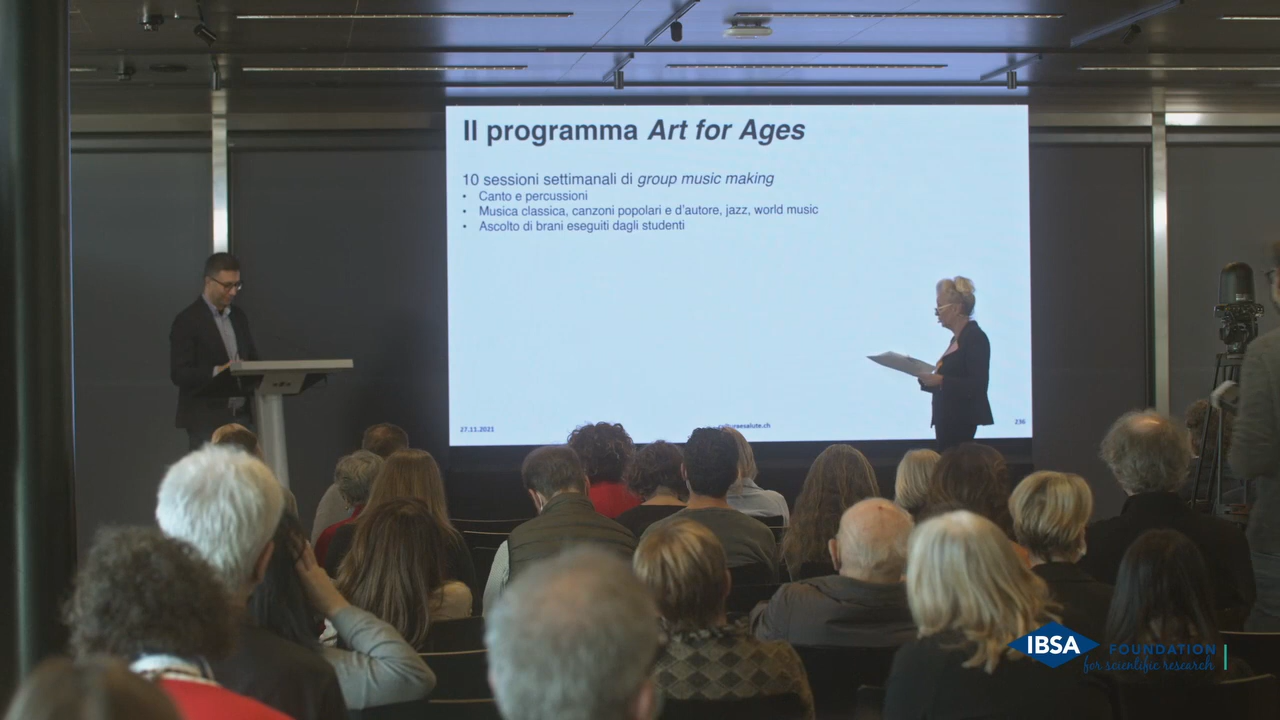 Il programma Art for Ages
10 sessioni settimanali di group music making
• Canto e percussioni
• Musica classica, canzoni popolari e d'autore, jazz, world music
• Ascolto di brani eseguiti dagli studenti
27.11.2021
culturaesalute.ch
236
IBSA
FOUNDATION
for scientific research